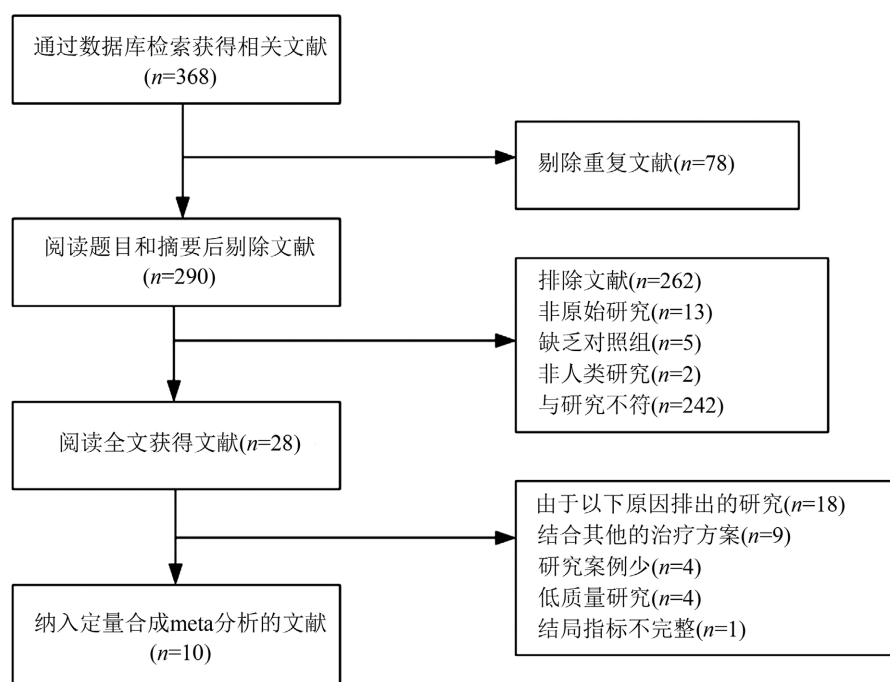 通过数据库检索获得相关文献
(n=368)
剔除重复文献(n=78)
阅读题目和摘要后剔除文献
(n=290)
排除文献(n=262)
非原始研究(n=13)
缺乏对照组(n=5)
非人类研究(n=2)
与研究不符(n=242)
阅读全文获得文献(n=28)
由于以下原因排出的研究(n=18)
结合其他的治疗方案(n=9)
研究案例少(n=4)
低质量研究(n=4)
结局指标不完整(n=1)
纳入定量合成meta分析的文献
(n=10)